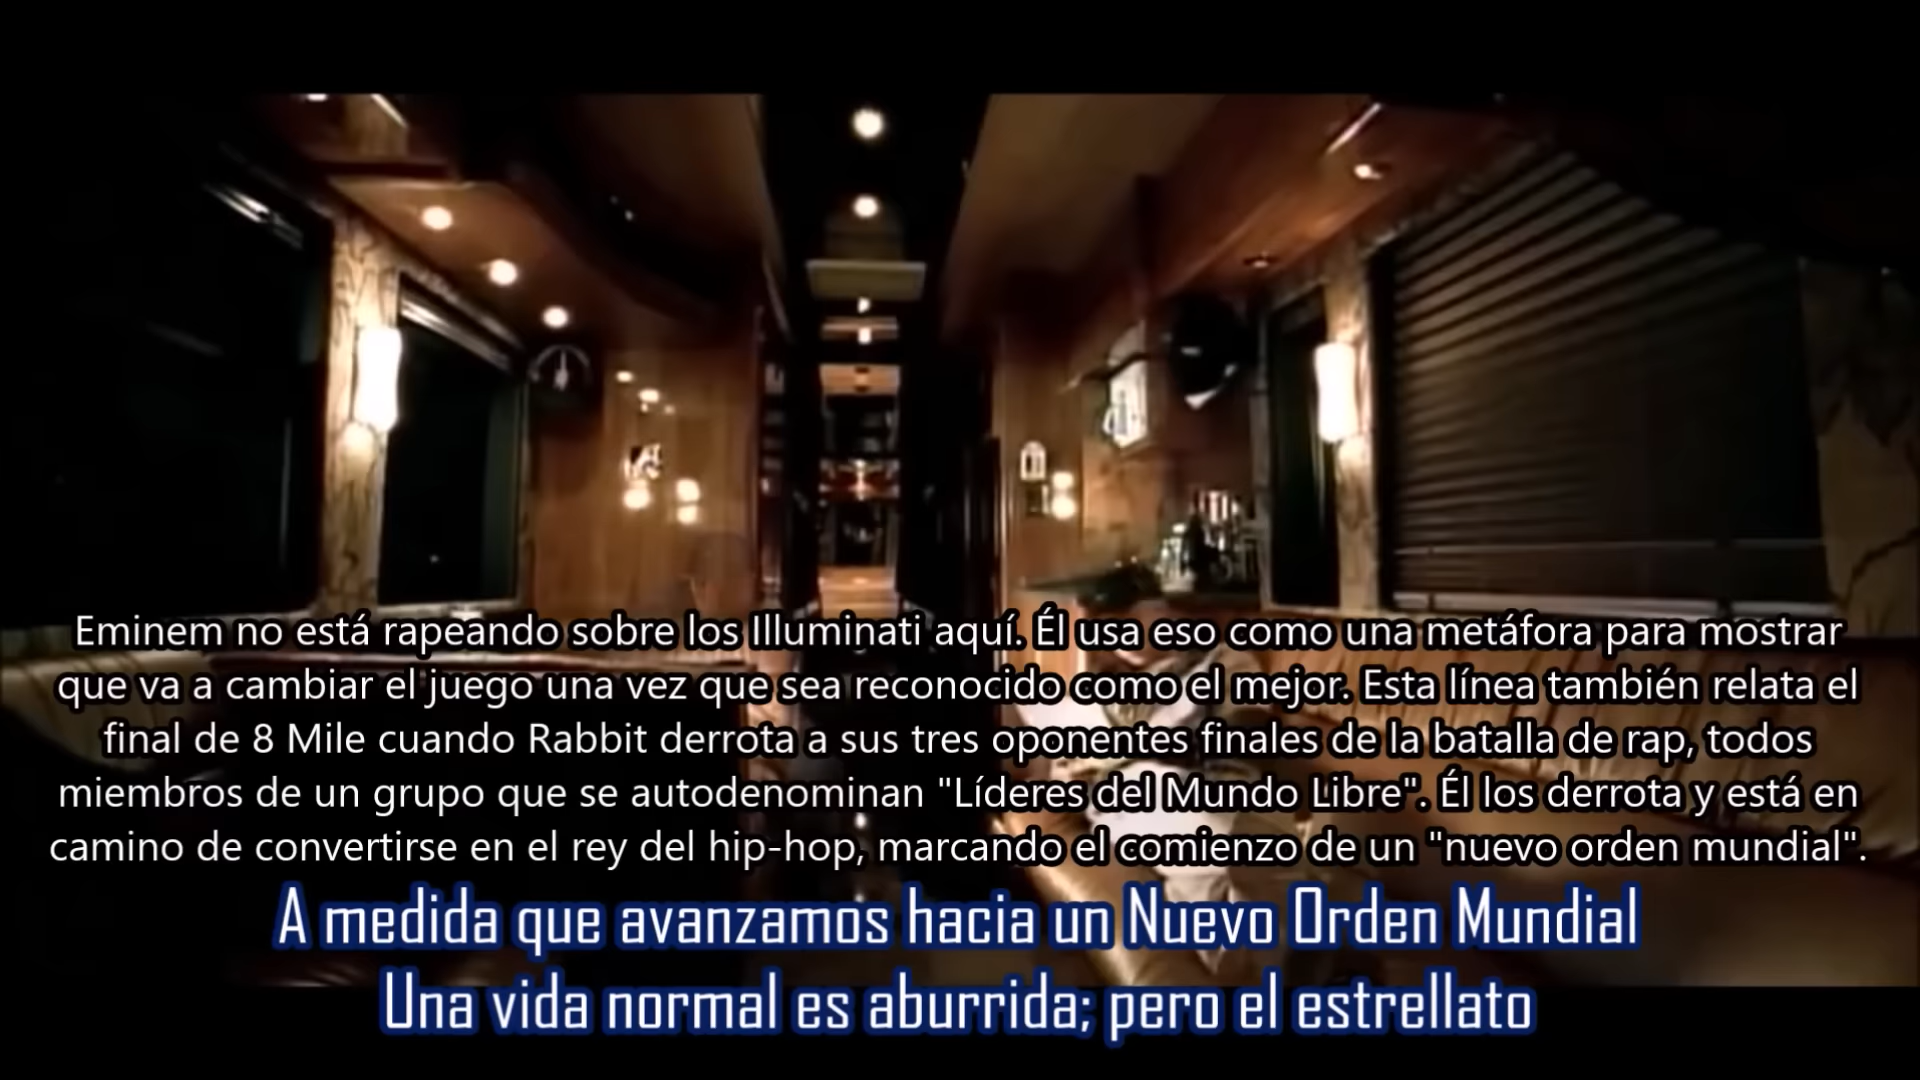 Eminem no está rapeando sobre los Illuminati aquí. Él usa eso como una metáfora para mostrar
que va a cambiar el juego una vez que sea reconocido como el mejor. Esta línea también relata el
final de 8 Mile cuando Rabbit derrota a sus tres oponentes finales de la batalla de rap, todos
miembros de un grupo que se autodenominan "Líderes del Mundo Libre". Él los derrota y está en
camino de convertirse en el rey del hip-hop, marcando el comienzo de un "nuevo orden mundial".
A medida que avanzamos hacia un Nuevo Orden Mundial
Una vida normal es aburrida; pero el estrellato